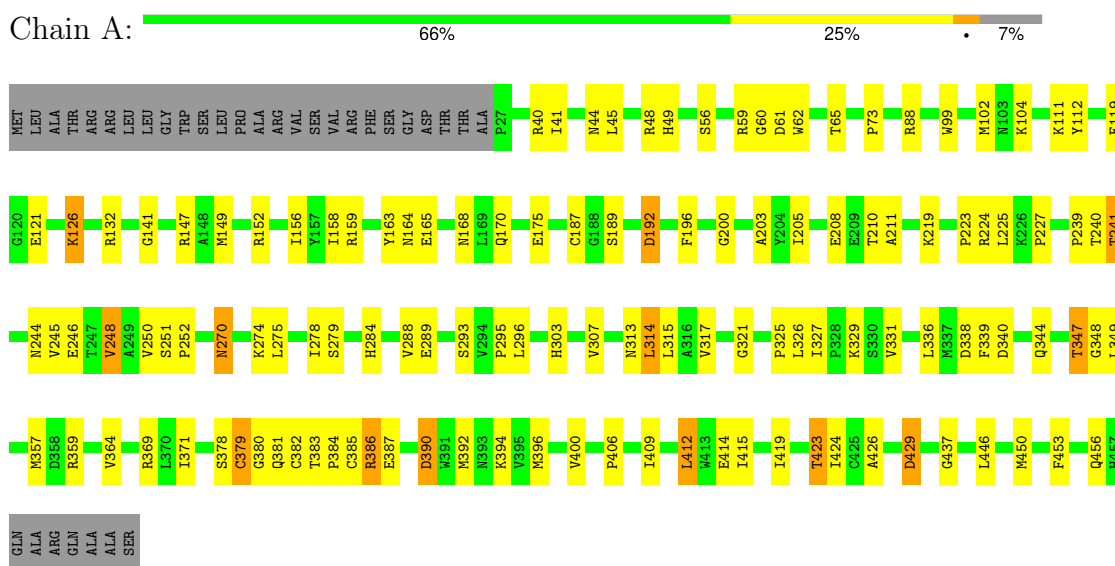 Chain A:
66% 25% • 7%
MET LEU ALA THR ARG ARG LEU LEU GLY TRP SER LEU PRO ALA ARG VAL SER VAL ARG PHE SER GLY ASP THR THR ALA P27 R40 I41 N44 L45 R48 H49 S56 R59 G60 D61 W62 T65 P73 R88 W99 M102 N103 K104 K111 Y112
G120 E121 K126 R132 G141 R147 A148 M149 R152 I156 Y157 I158 R159 Y163 N164 E165 N168 L169 Q170 E175 C187 G188 S189 D192 F196 G200 A203 Y204 I205 E208 E209 T210 A211 K219 P223 R224 L225 K226 P227 P239 T240 T241
N244 V245 E246 T247 V248 A249 V250 S251 P252 N270 K274 L275 I278 S279 H284 V288 E289 S293 V294 P295 L296 H303 V307 N313 L314 L315 A316 V317 G321 P325 L326 I327 P328 K329 S330 V331 L336 M337 D338 F339 D340 Q344 T347 G348 L349
M357 D358 R359 V364 R369 L370 I371 S378 C379 G380 Q381 C382 T383 P384 C385 R386 E387 D390 W391 M392 N393 K394 V395 M396 V400 P406 I409 L412 W413 E414 I415 I419 T423 I424 C425 A426 D429 G437 L446 M450 F453 Q456 H457
GLN ALA ARG GLN ALA ALA SER